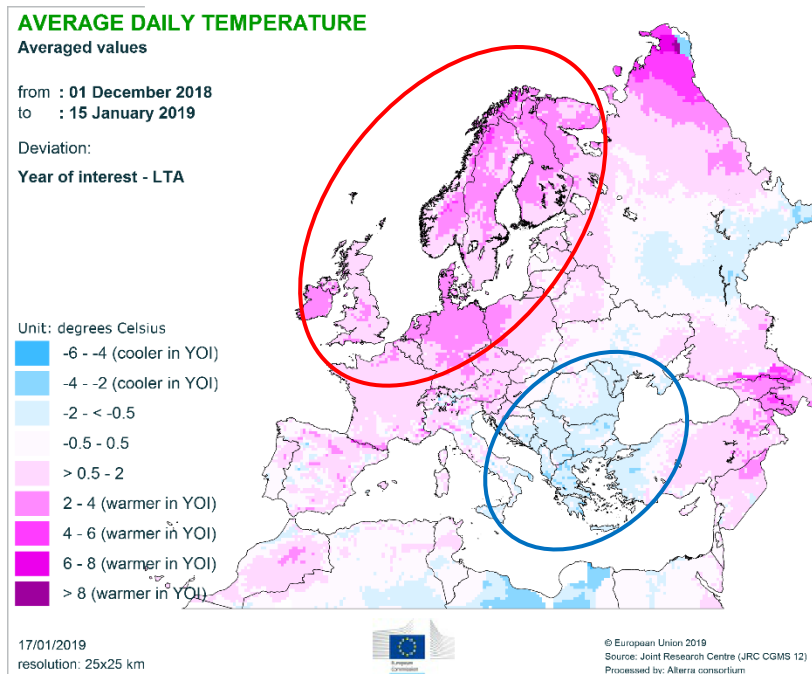 AVERAGE DAILY TEMPERATURE
Averaged values
from : 01 December 2018
to : 15 January 2019
Deviation:
Year of interest - LTA
Unit: degrees Celsius
-6 - -4 (cooler in YOI)
-4 - -2 (cooler in YOI)
-2 - < -0.5
-0.5 - 0.5
> 0.5 - 2
2 - 4 (warmer in YOI)
4 - 6 (warmer in YOI)
6 - 8 (warmer in YOI)
> 8 (warmer in YOI)
17/01/2019
resolution: 25x25 km
European
Commission
© European Union 2019
Source: Joint Research Centre (JRC CGMS 12)
Processed by: Alterra consortium